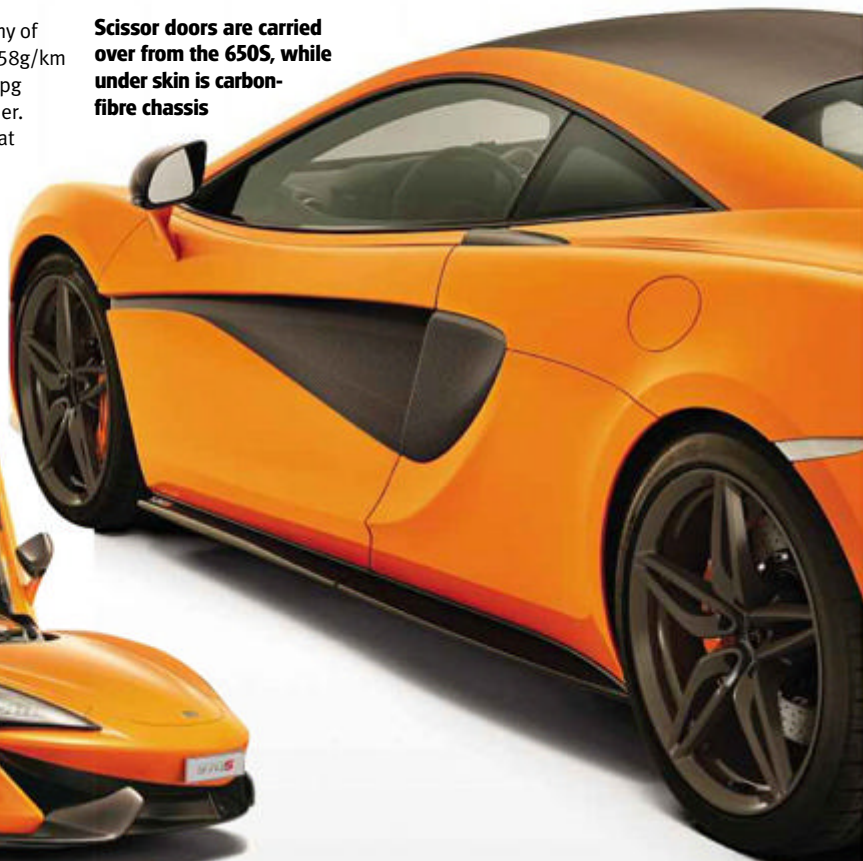 ny of
58g/km
pg
er.
at
Scissor doors are carried
over from the 650S, while
under skin is carbon-
fibre chassis
570S